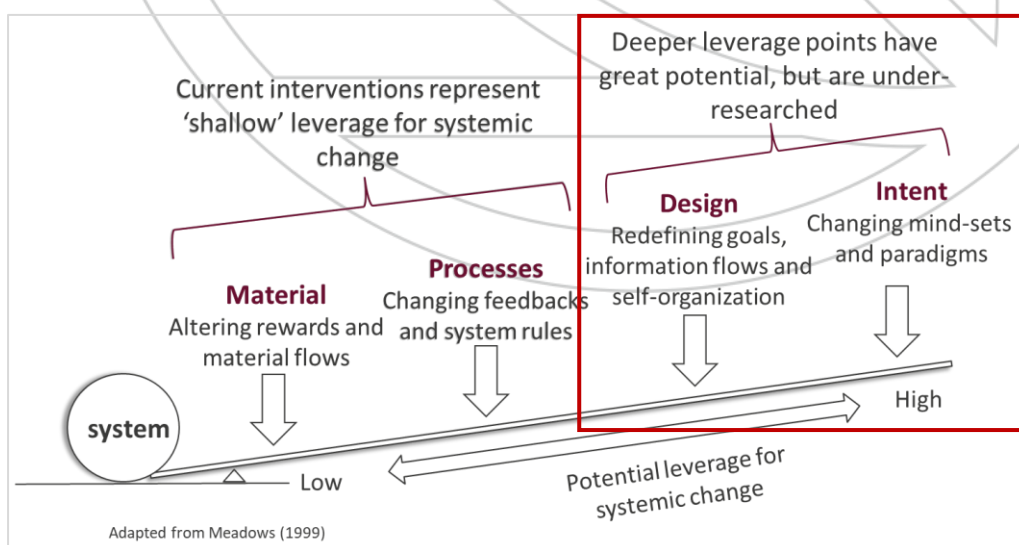 Current interventions represent
‘shallow’ leverage for systemic
change
Deeper leverage points have
great potential, but are under-
researched
Material
Altering rewards and
material flows
Processes
Changing feedbacks
and system rules
Design
Redefining goals,
information flows and
self-organization
Intent
Changing mind-sets
and paradigms
system
Low
High
Potential leverage for
systemic change
Adapted from Meadows (1999)